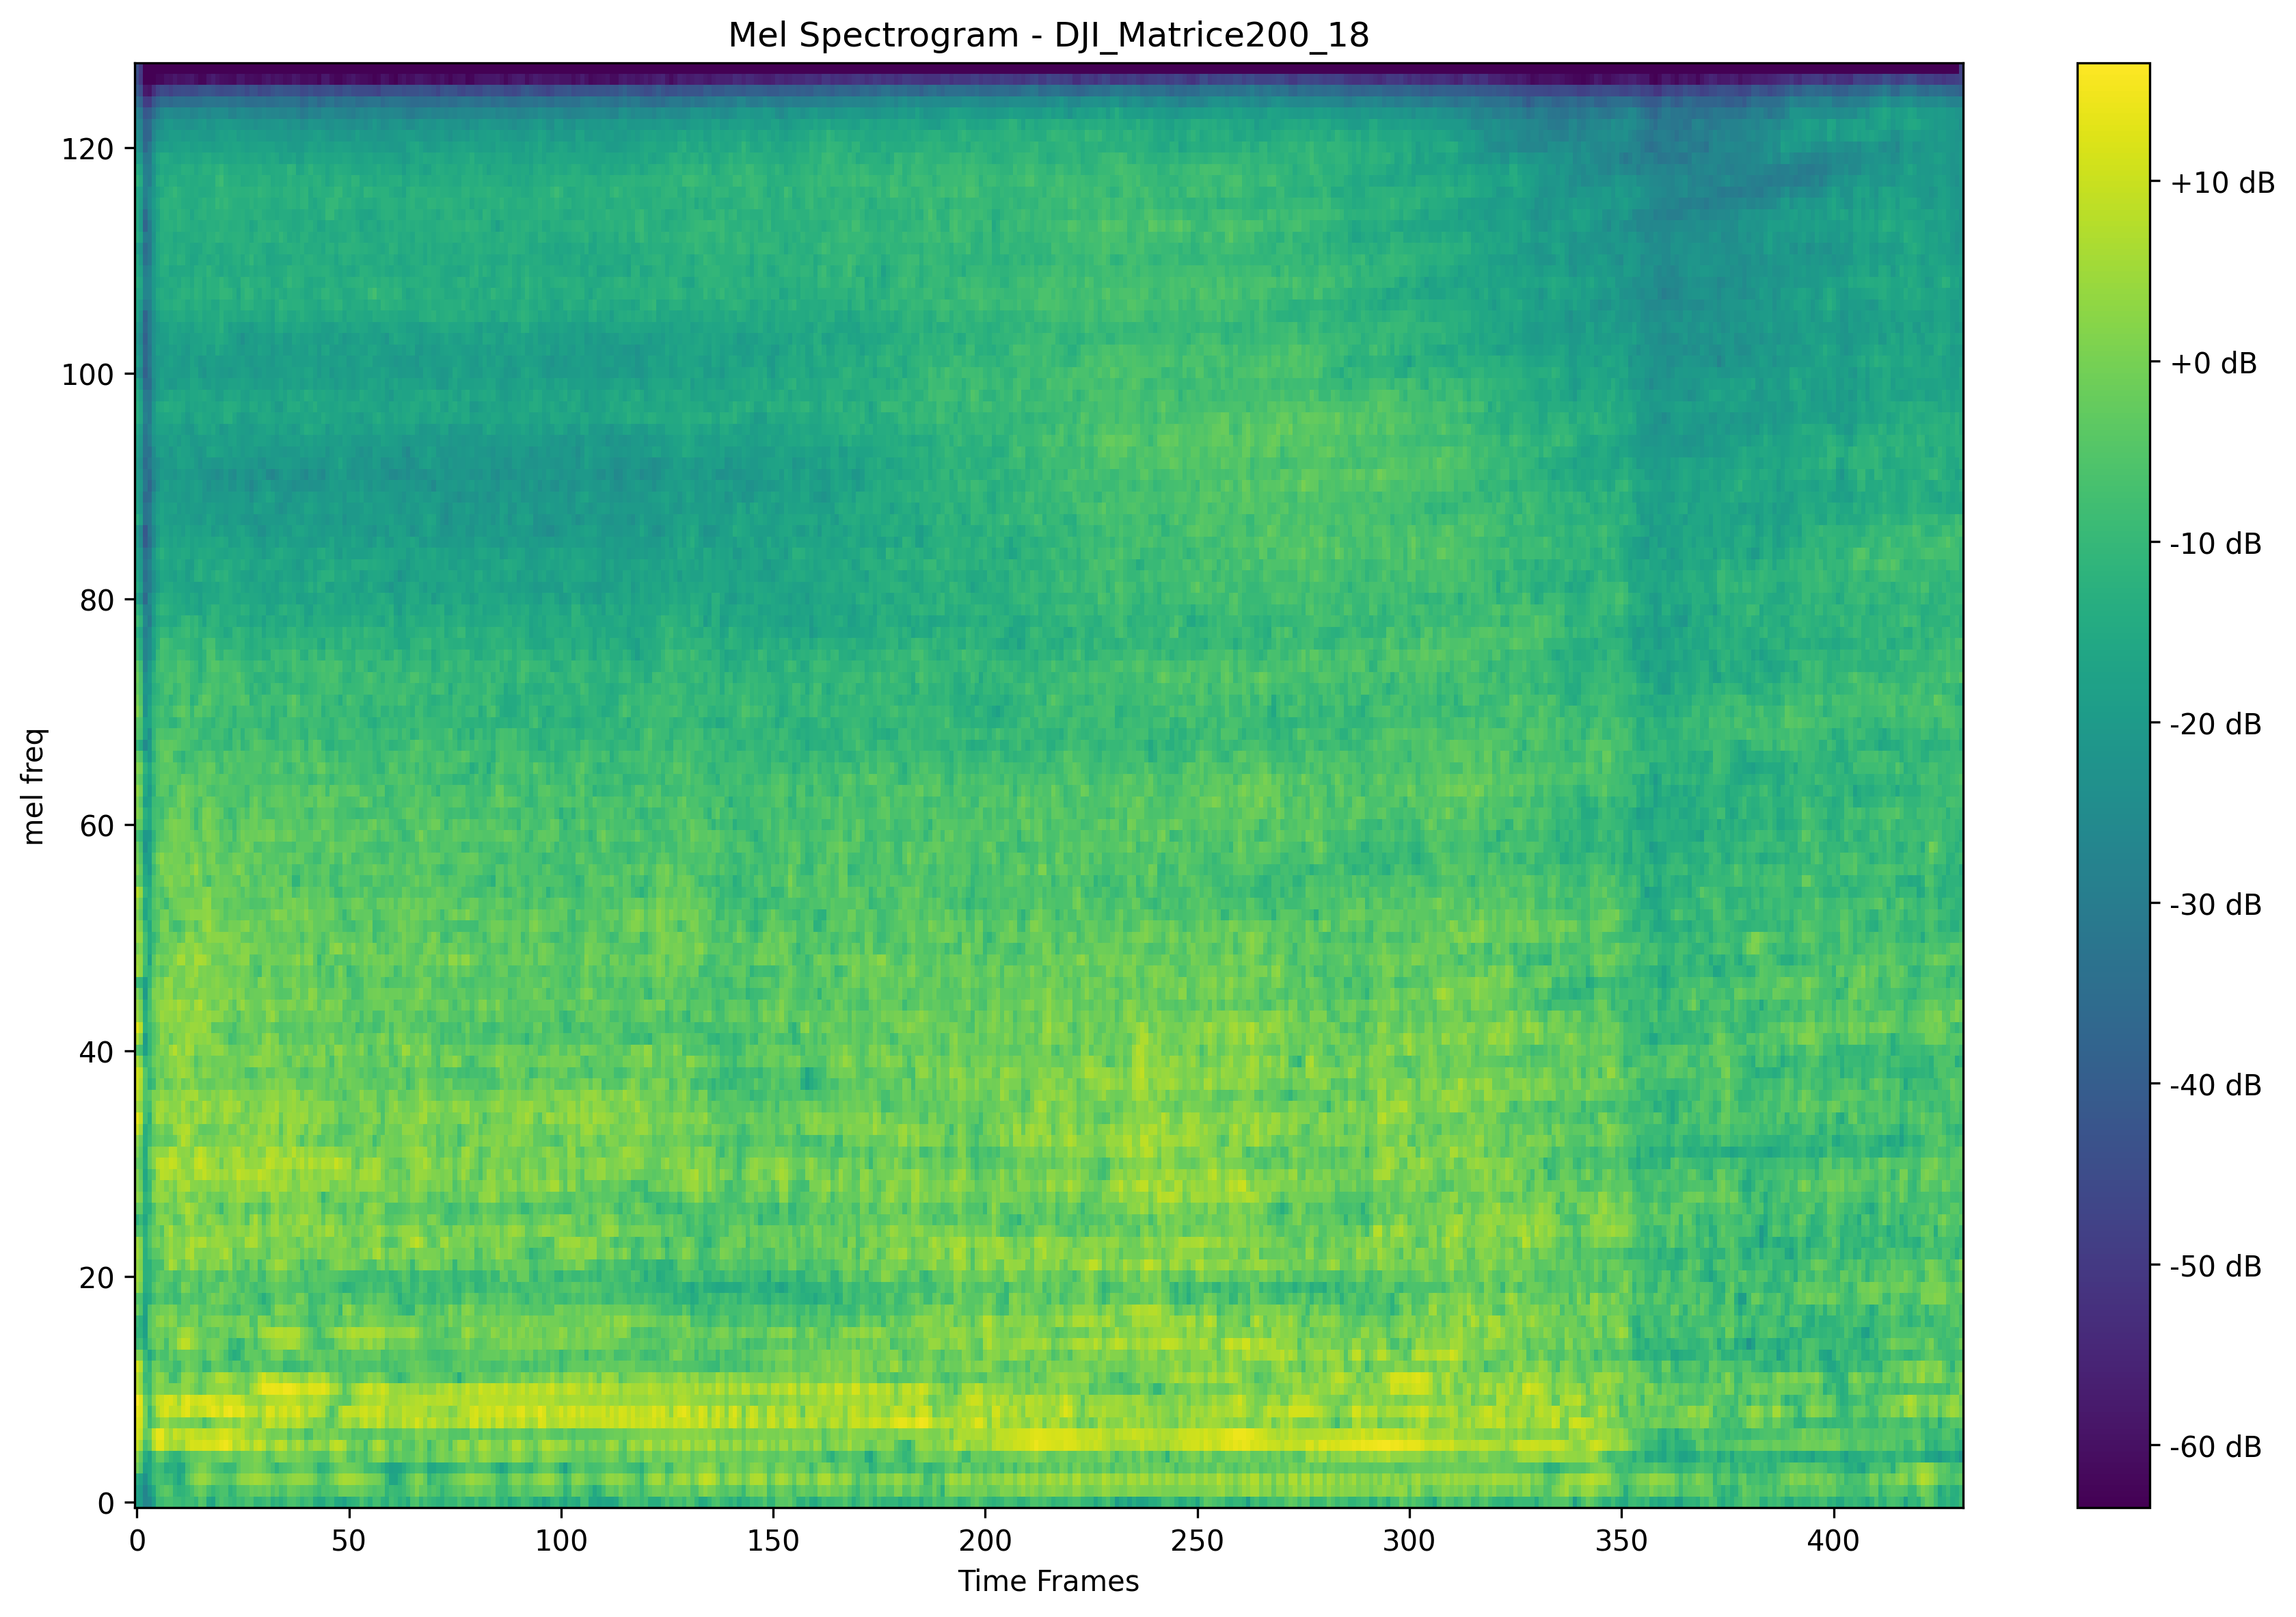 Mel Spectrogram - DJI_Matrice200_18
mel freq
120
100
80
60
40
20
0
0 50 100 150 200 250 300 350 400
Time Frames
+10 dB
+0 dB
-10 dB
-20 dB
-30 dB
-40 dB
-50 dB
-60 dB